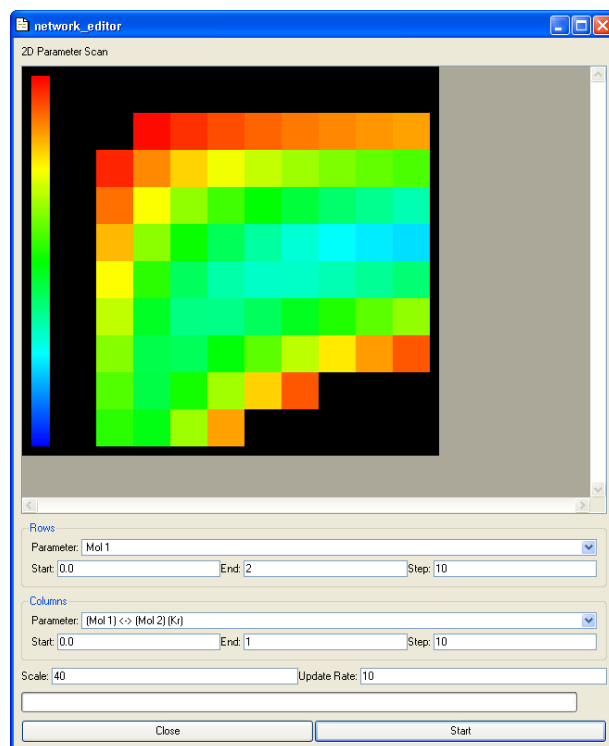 network_editor
2D Parameter Scan
Rows
Parameter: Mol 1
Start: 0.0 End: 2 Step: 10
Columns
Parameter: (Mol 1) <-> (Mol 2) (Kr)
Start: 0.0 End: 1 Step: 10
Scale: 40 Update Rate: 10
Close Start